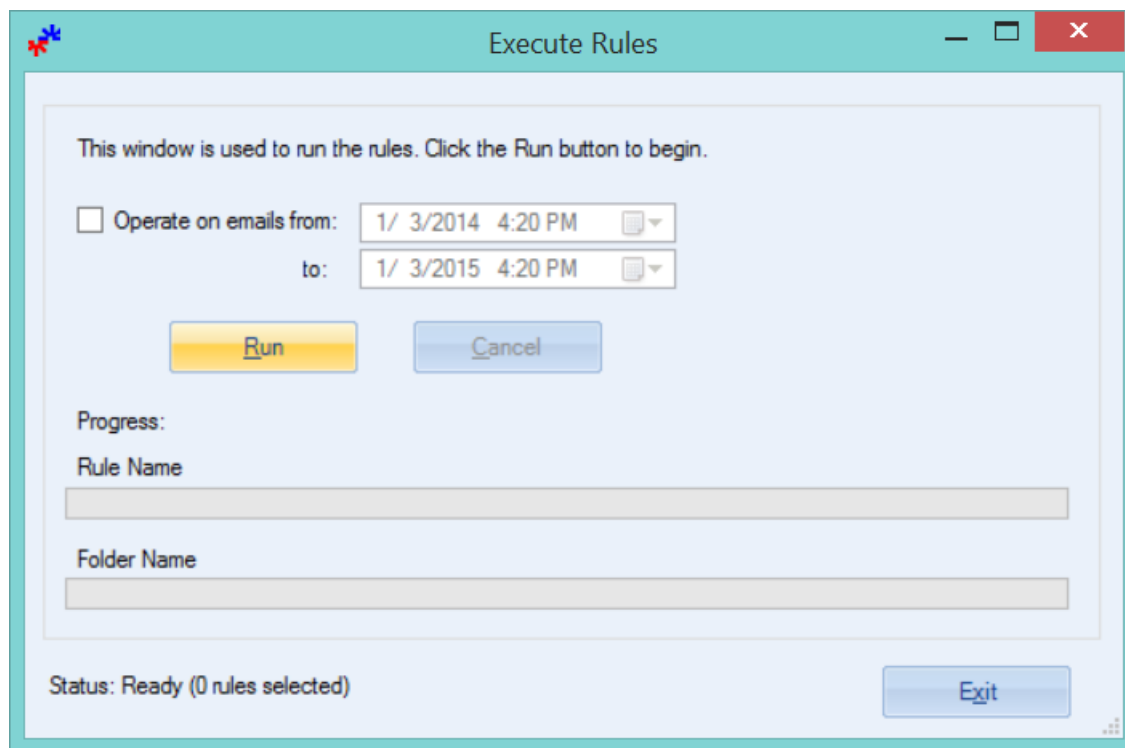 Execute Rules
This window is used to run the rules. Click the Run button to begin.
Operate on emails from: 1/ 3/2014 4:20 PM
to: 1/ 3/2015 4:20 PM
Run Cancel
Progress:
Rule Name
Folder Name
Status: Ready (0 rules selected) Exit